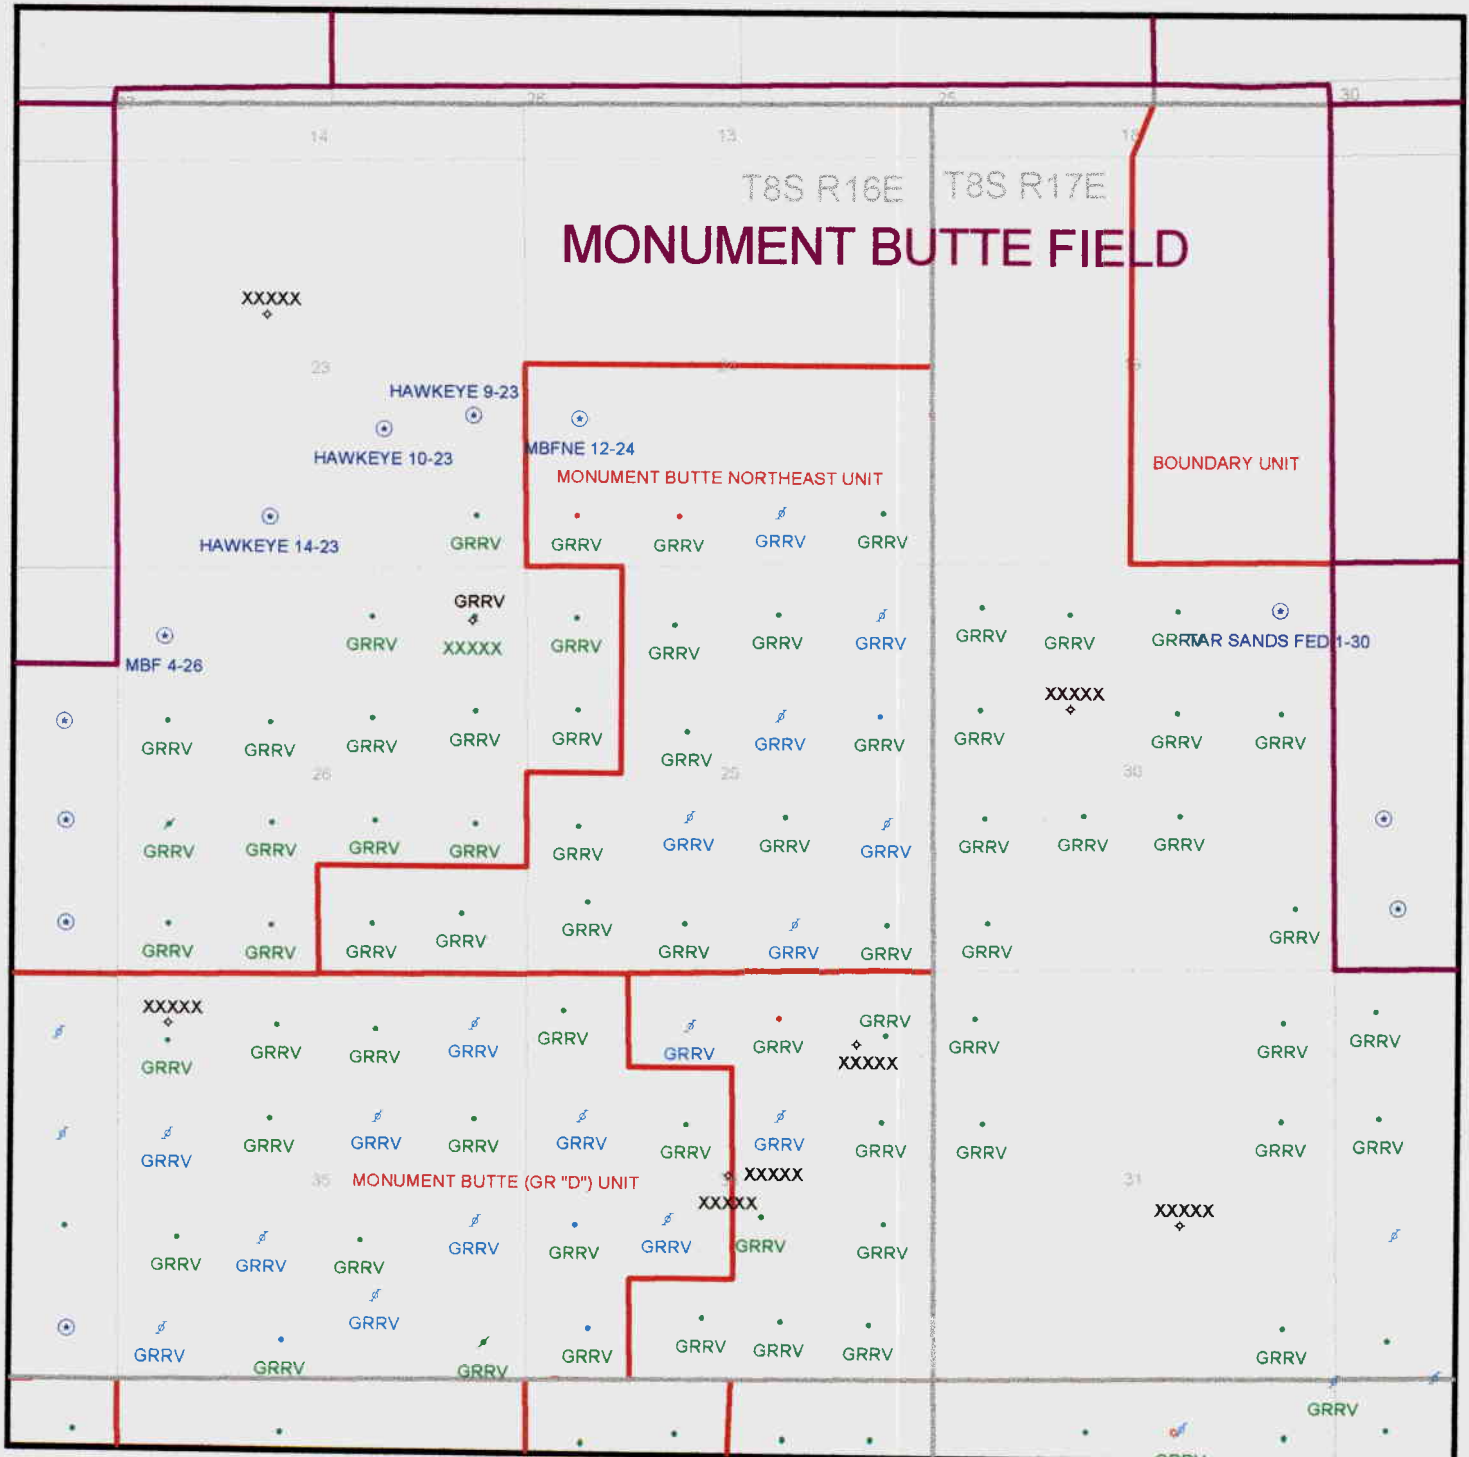 27 26 25 30
14 13 18
T8S R16E T8S R17E
MONUMENT BUTTE FIELD
XXXXX
23 24 19
HAWKEYE 9-23
HAWKEYE 10-23
MBFNE 12-24
MONUMENT BUTTE NORTHEAST UNIT
BOUNDARY UNIT
HAWKEYE 14-23
GRRV GRRV GRRV GRRV GRRV
GRRV
MBF 4-26
GRRV XXXXX GRRV GRRV GRRV GRRV GRRV GRRV GRRV TAR SANDS FED 1-30
XXXXX
GRRV GRRV GRRV GRRV GRRV GRRV GRRV GRRV GRRV GRRV GRRV
26 25 30
GRRV GRRV GRRV GRRV GRRV GRRV GRRV GRRV GRRV GRRV GRRV
GRRV GRRV GRRV GRRV GRRV GRRV GRRV GRRV GRRV GRRV
XXXXX
GRRV
GRRV GRRV GRRV GRRV GRRV GRRV GRRV GRRV GRRV GRRV
XXXXX
GRRV GRRV GRRV GRRV GRRV GRRV GRRV GRRV GRRV GRRV GRRV
XXXXX
35 MONUMENT BUTTE (GR "D") UNIT 31
XXXXX XXXXX
GRRV GRRV GRRV GRRV GRRV GRRV GRRV GRRV
GRRV
GRRV GRRV GRRV GRRV GRRV GRRV GRRV GRRV
GRRV